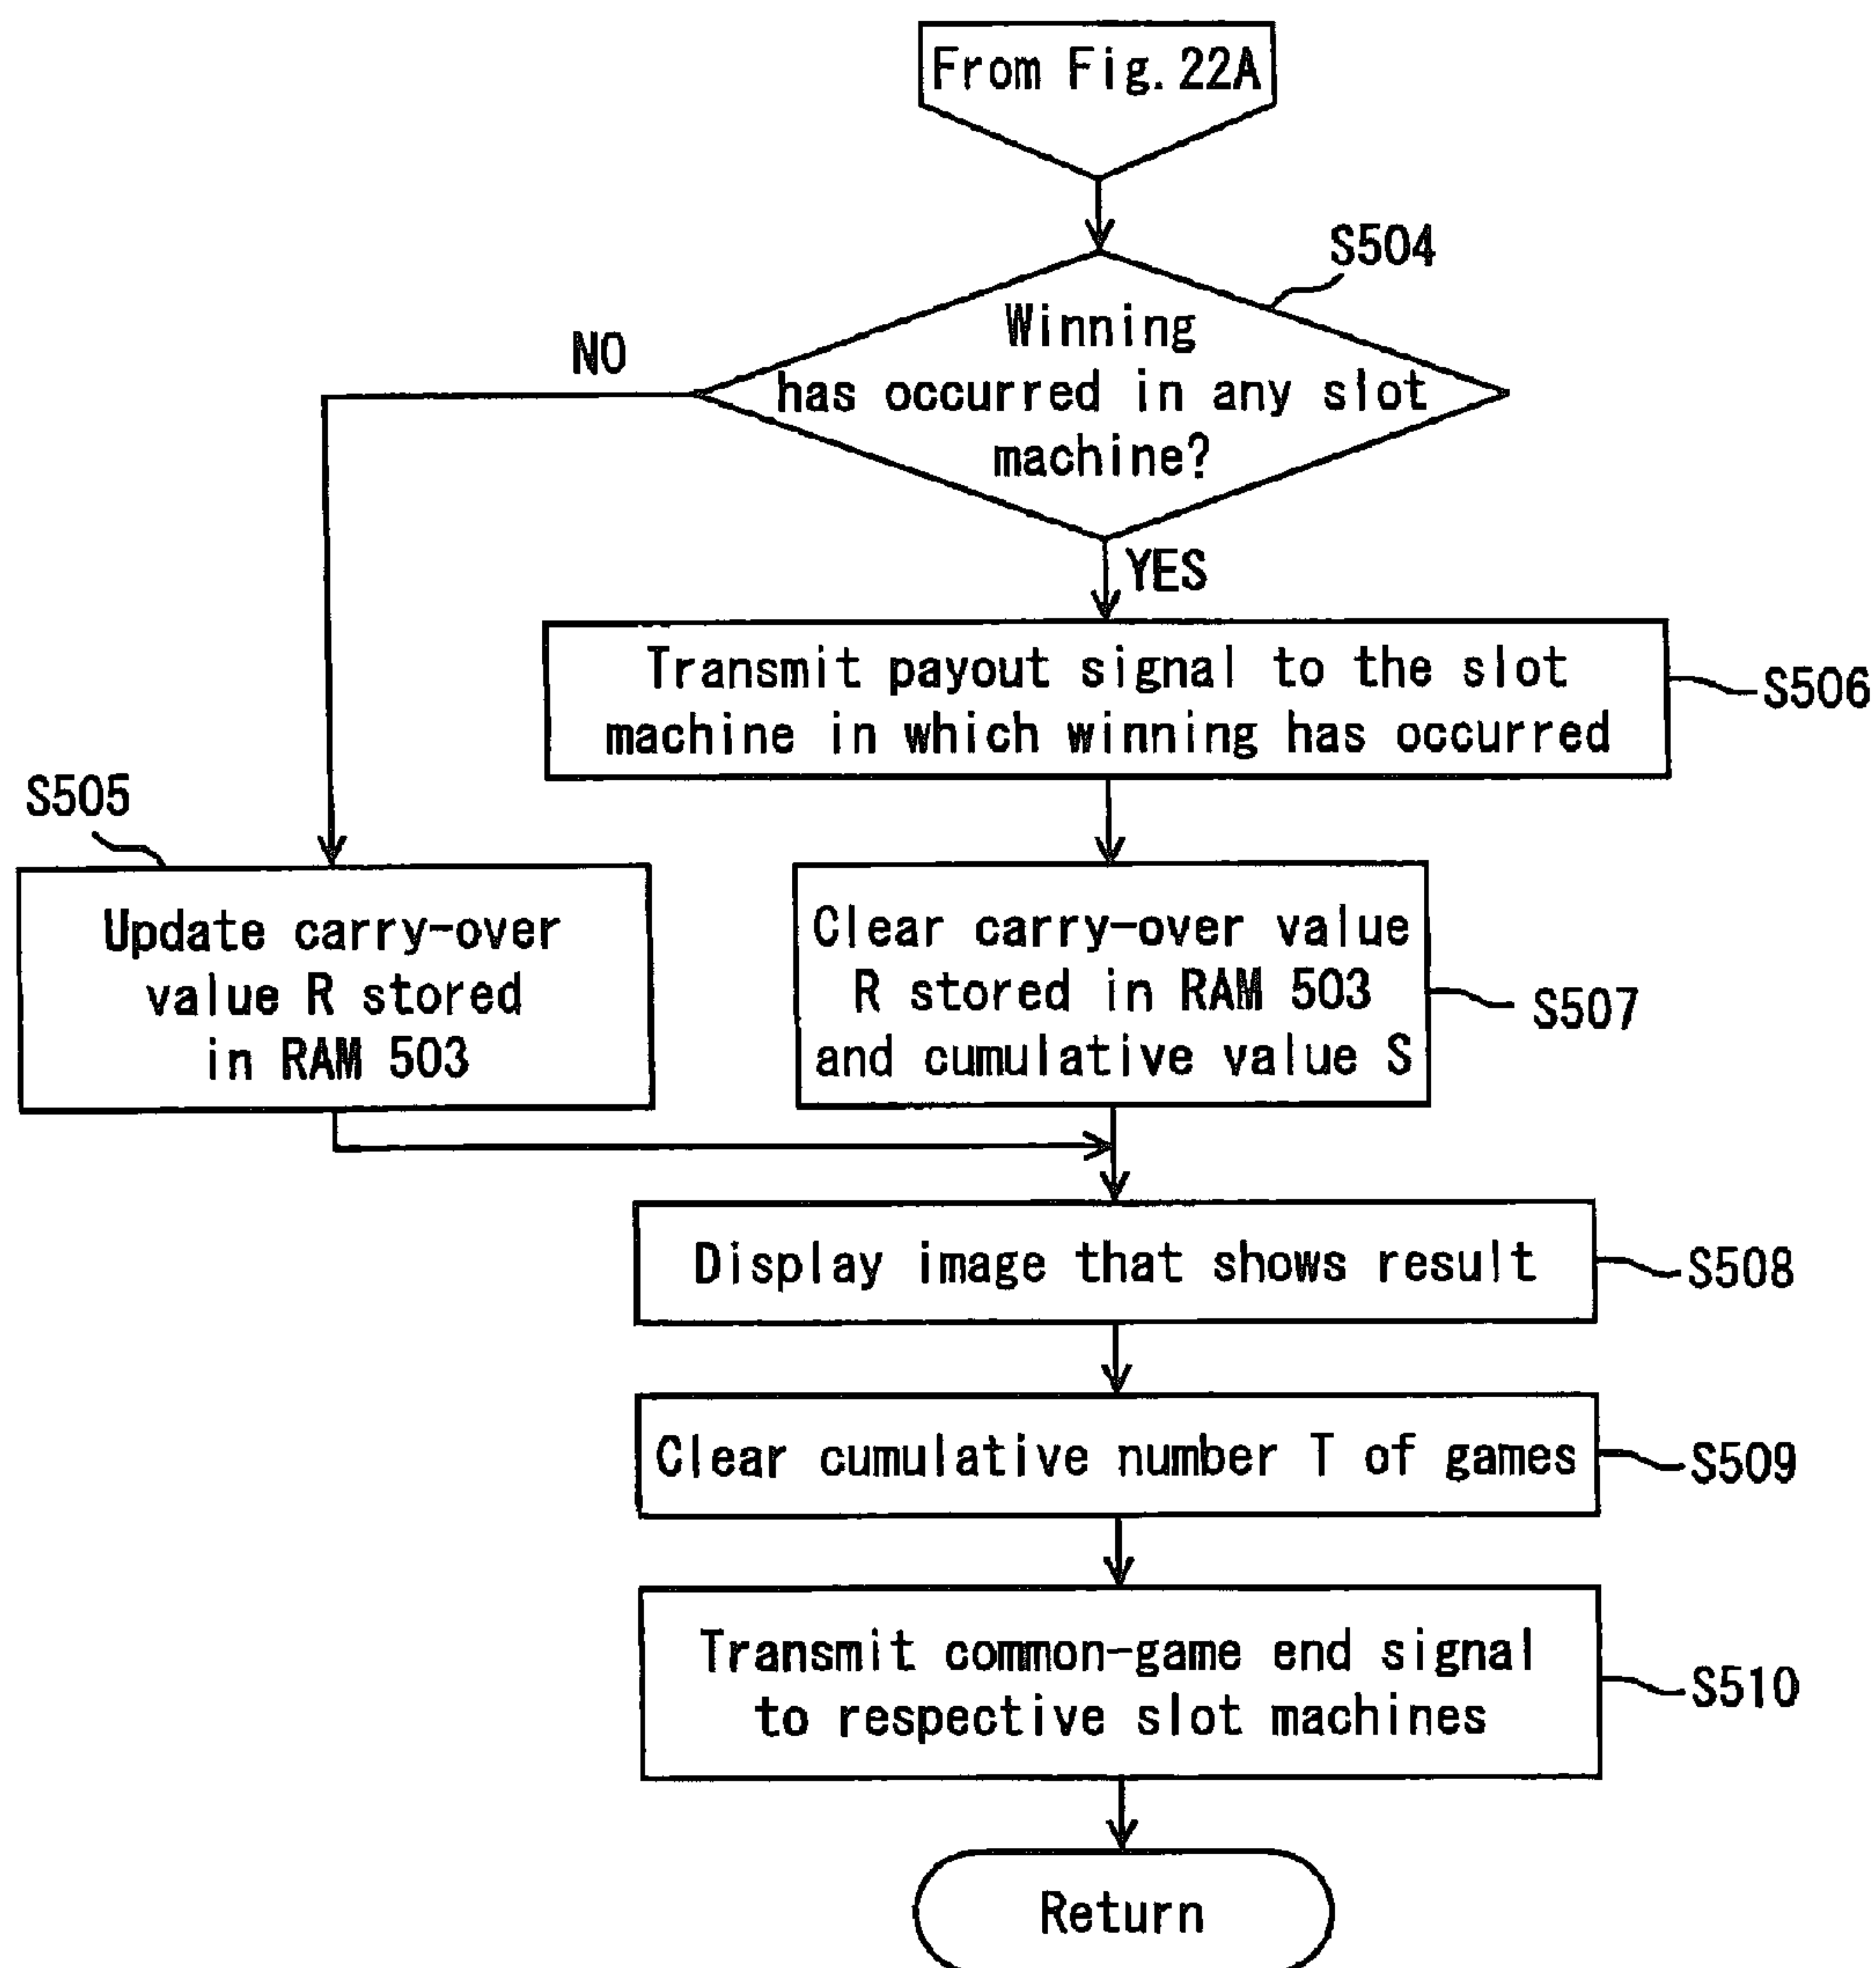 From Fig. 22A
S504
Winning
has occurred in any slot
machine?
NO
YES
Transmit payout signal to the slot
machine in which winning has occurred
S506
S505
Update carry-over
value R stored
in RAM 503
Clear carry-over value
R stored in RAM 503
and cumulative value S
S507
Display image that shows result
S508
Clear cumulative number T of games
S509
Transmit common-game end signal
to respective slot machines
S510
Return